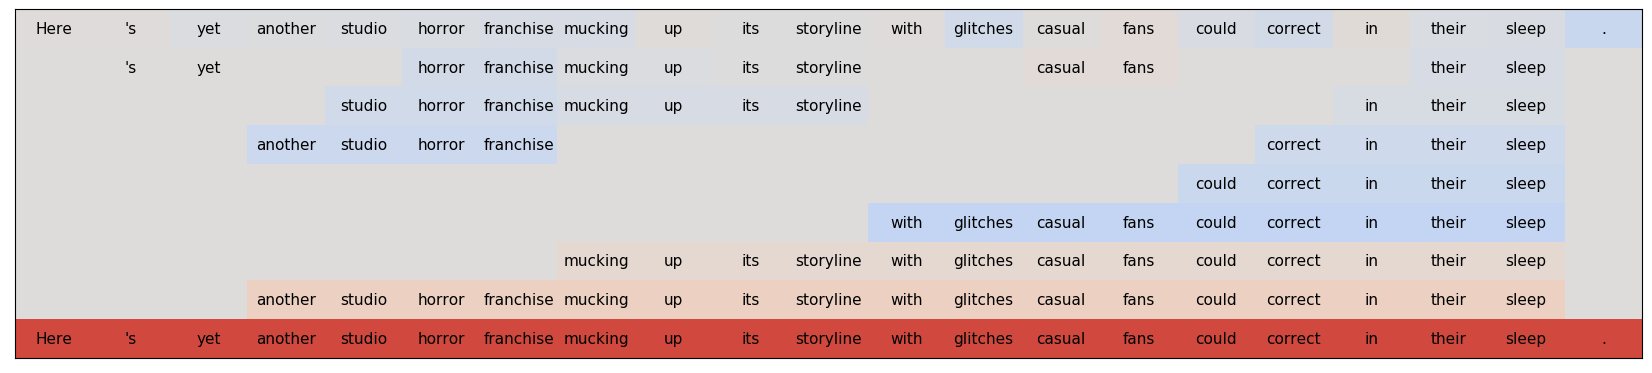 Here 's yet another studio horror franchise mucking up its storyline with glitches casual fans could correct in their sleep .
's yet horror franchise mucking up its storyline casual fans their sleep
studio horror franchise mucking up its storyline in their sleep
another studio horror franchise correct in their sleep
could correct in their sleep
with glitches casual fans could correct in their sleep
mucking up its storyline with glitches casual fans could correct in their sleep
another studio horror franchise mucking up its storyline with glitches casual fans could correct in their sleep
Here 's yet another studio horror franchise mucking up its storyline with glitches casual fans could correct in their sleep .